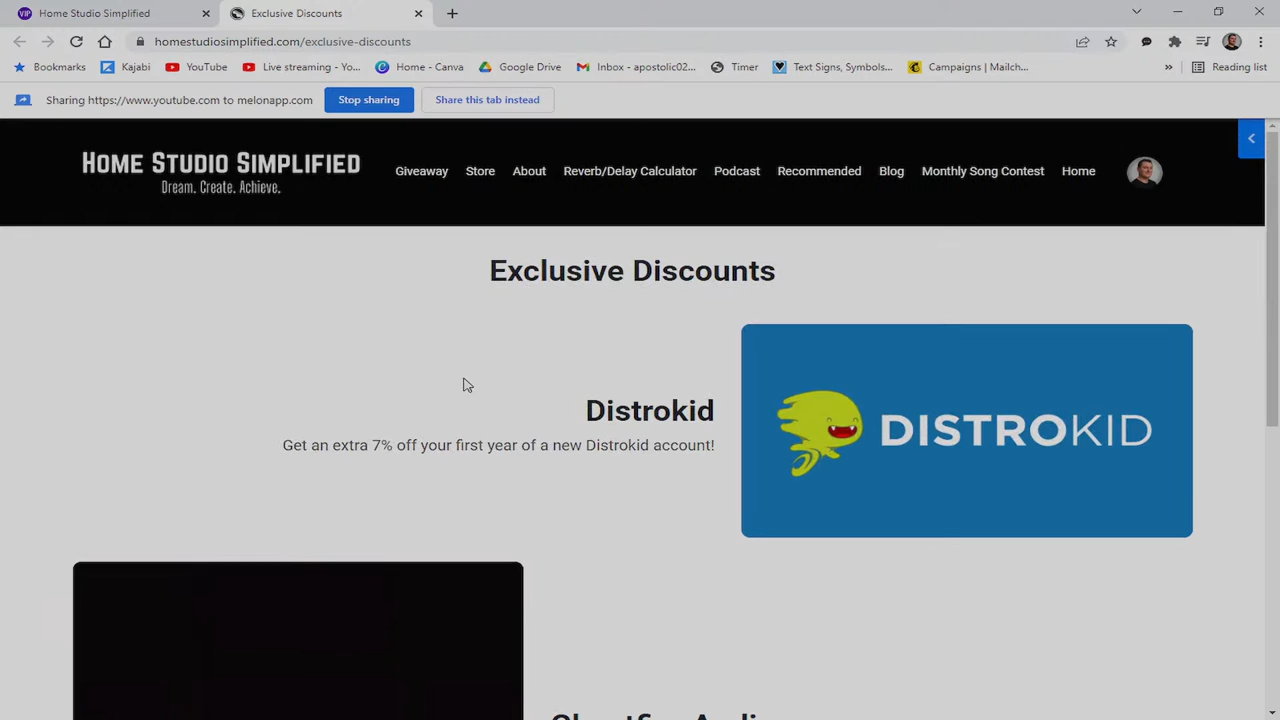 VIP Home Studio Simplified
Exclusive Discounts
homestudiosimplified.com/exclusive-discounts
Bookmarks Kajabi YouTube Live streaming - Yo... Home - Canva Google Drive Inbox - apostolic02... Timer Text Signs, Symbols... Campaigns | Mailch... » Reading list
Sharing https://www.youtube.com to melonapp.com Stop sharing Share this tab instead
HOME STUDIO SIMPLIFIED
Dream. Create. Achieve.
Giveaway Store About Reverb/Delay Calculator Podcast Recommended Blog Monthly Song Contest Home
Exclusive Discounts
Distrokid
Get an extra 7% off your first year of a new Distrokid account!
DISTROKID